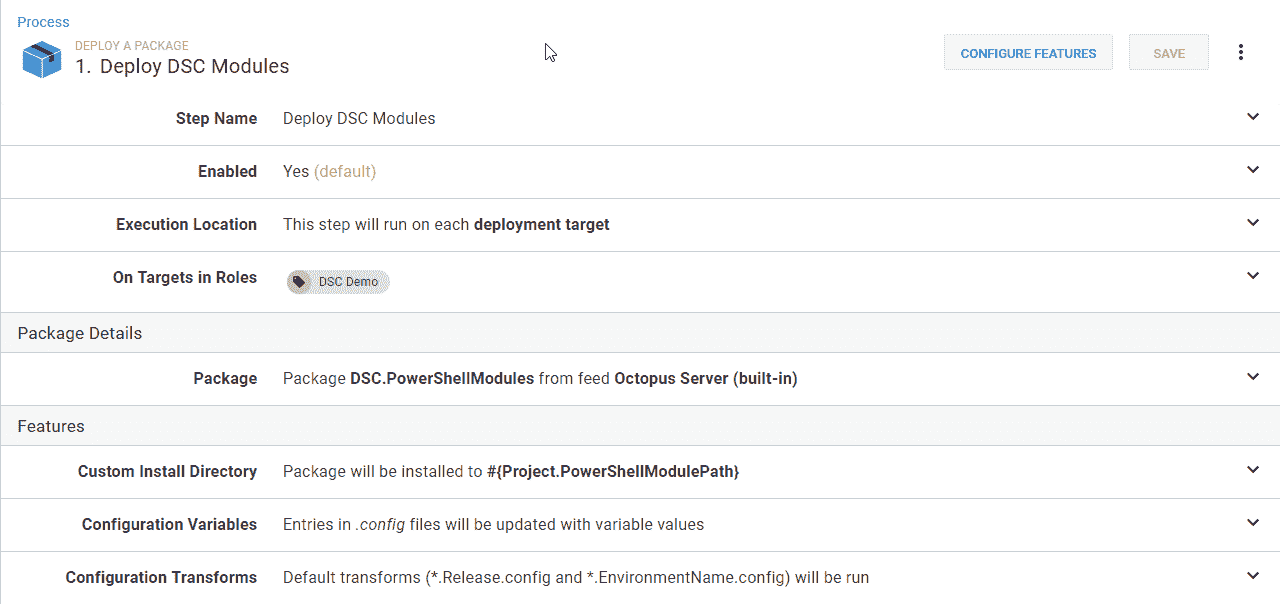 Process
DEPLOY A PACKAGE
1. Deploy DSC Modules
CONFIGURE FEATURES
SAVE
Step Name Deploy DSC Modules
Enabled Yes (default)
Execution Location This step will run on each deployment target
On Targets in Roles DSC Demo
Package Details
Package Package DSC.PowerShellModules from feed Octopus Server (built-in)
Features
Custom Install Directory Package will be installed to #{Project.PowerShellModulePath}
Configuration Variables Entries in .config files will be updated with variable values
Configuration Transforms Default transforms (*.Release.config and *.EnvironmentName.config) will be run